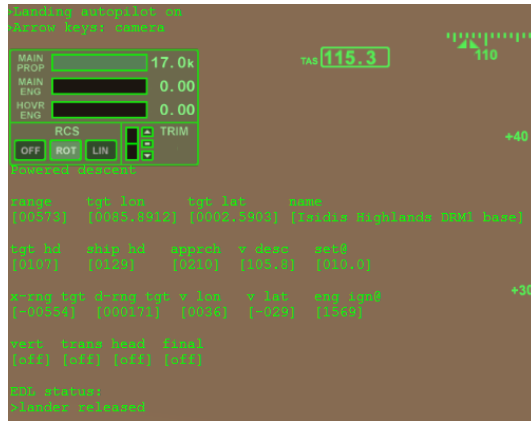 >Landing autopilot on
>Arrow keys: camera
MAIN PROP 17.0k
MAIN ENG 0.00
HOVR ENG 0.00
RCS TRIM
OFF ROT LIN
TAS 115.3
110
+40
Powered descent
range tgt lon tgt lat name
[00573] [0085.8912] [0002.5903] [Isidis Highlands DRM1 base]
tgt hd ship hd apprch v desc set@
[0107] [0129] [0210] [105.8] [010.0]
x-rng tgt d-rng tgt v lon v lat eng ign@
+30
[-00554] [000171] [0036] [-029] [1569]
vert trans head final
[off] [off] [off] [off]
EDL status:
>lander released